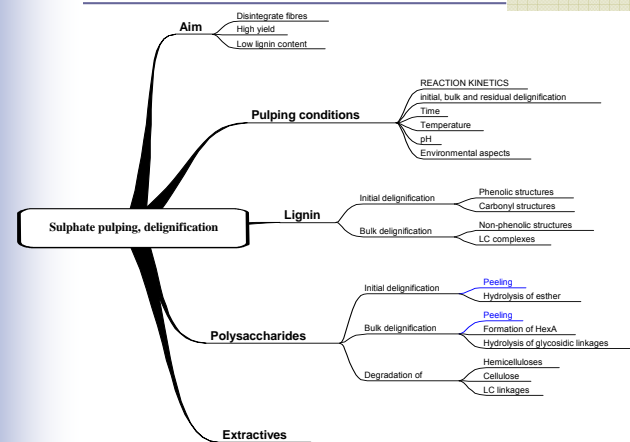 Aim
Disintegrate fibres
High yield
Low lignin content
Pulping conditions
REACTION KINETICS
initial, bulk and residual delignification
Time
Temperature
pH
Environmental aspects
Sulphate pulping, delignification
Lignin
Initial delignification
Phenolic structures
Carbonyl structures
Bulk delignification
Non-phenolic structures
LC complexes
Polysaccharides
Initial delignification
Peeling
Hydrolysis of esther
Bulk delignification
Peeling
Formation of HexA
Hydrolysis of glycosidic linkages
Degradation of
Hemicelluloses
Cellulose
LC linkages
Extractives